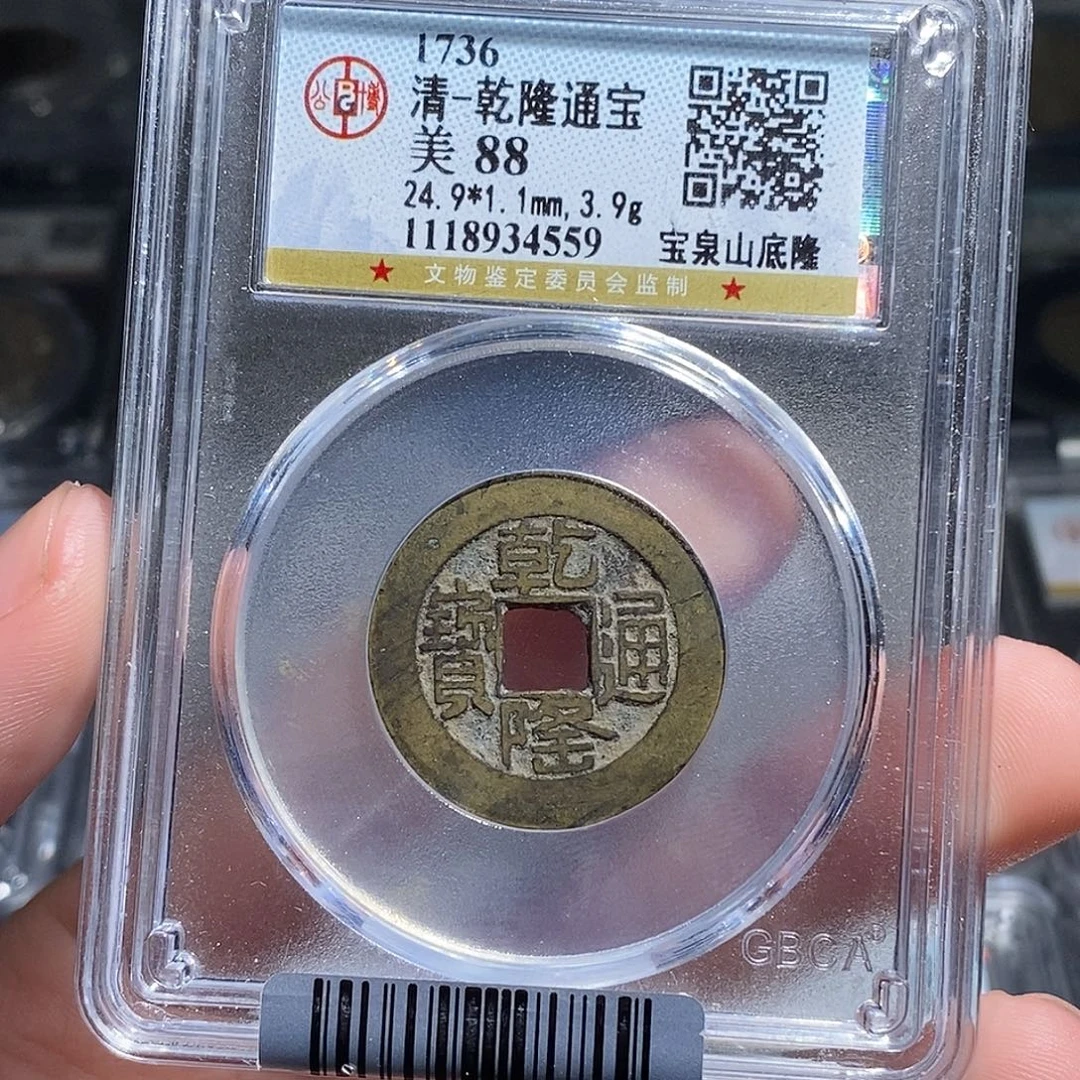 1736
清-乾隆通宝
美 88
24.9*1.1mm,3.9g
1118934559 宝泉山底隆
★ 文物鉴定委员会监制 ★
乾
寶 通
隆
GBCA